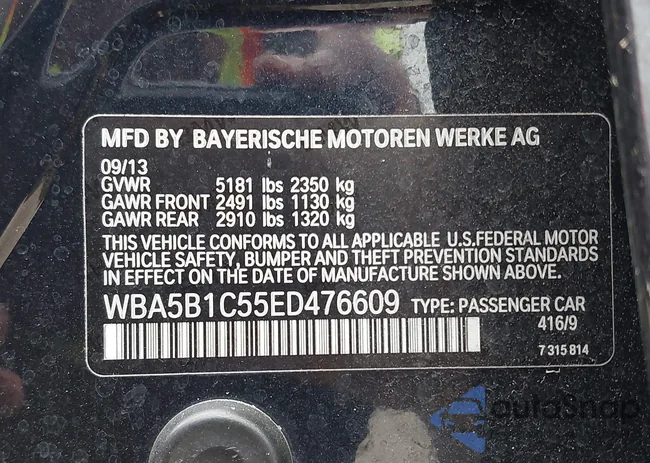 MFD BY BAYERISCHE MOTOREN WERKE AG
09/13
GVWR 5181 lbs 2350 kg
GAWR FRONT 2491 lbs 1130 kg
GAWR REAR 2910 lbs 1320 kg
THIS VEHICLE CONFORMS TO ALL APPLICABLE U.S.FEDERAL MOTOR
VEHICLE SAFETY, BUMPER AND THEFT PREVENTION STANDARDS
IN EFFECT ON THE DATE OF MANUFACTURE SHOWN ABOVE.
WBA5B1C55ED476609 TYPE: PASSENGER CAR
416/9
7 315 814